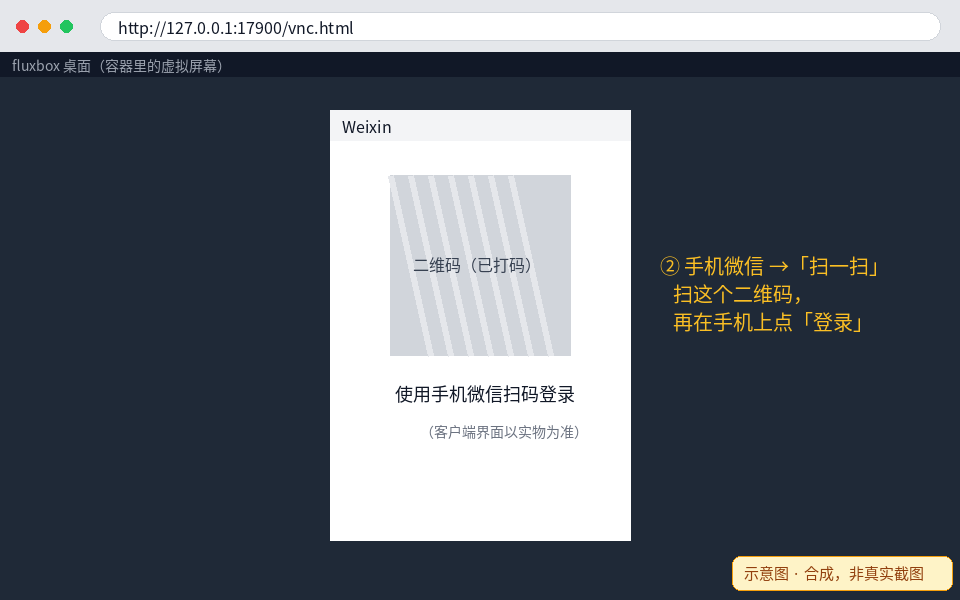 http://127.0.0.1:17900/vnc.html
fluxbox 桌面（容器里的虚拟屏幕）
Weixin
二维码（已打码）
② 手机微信 →「扫一扫」
扫这个二维码，
再在手机上点「登录」
使用手机微信扫码登录
（客户端界面以实物为准）
示意图 · 合成，非真实截图